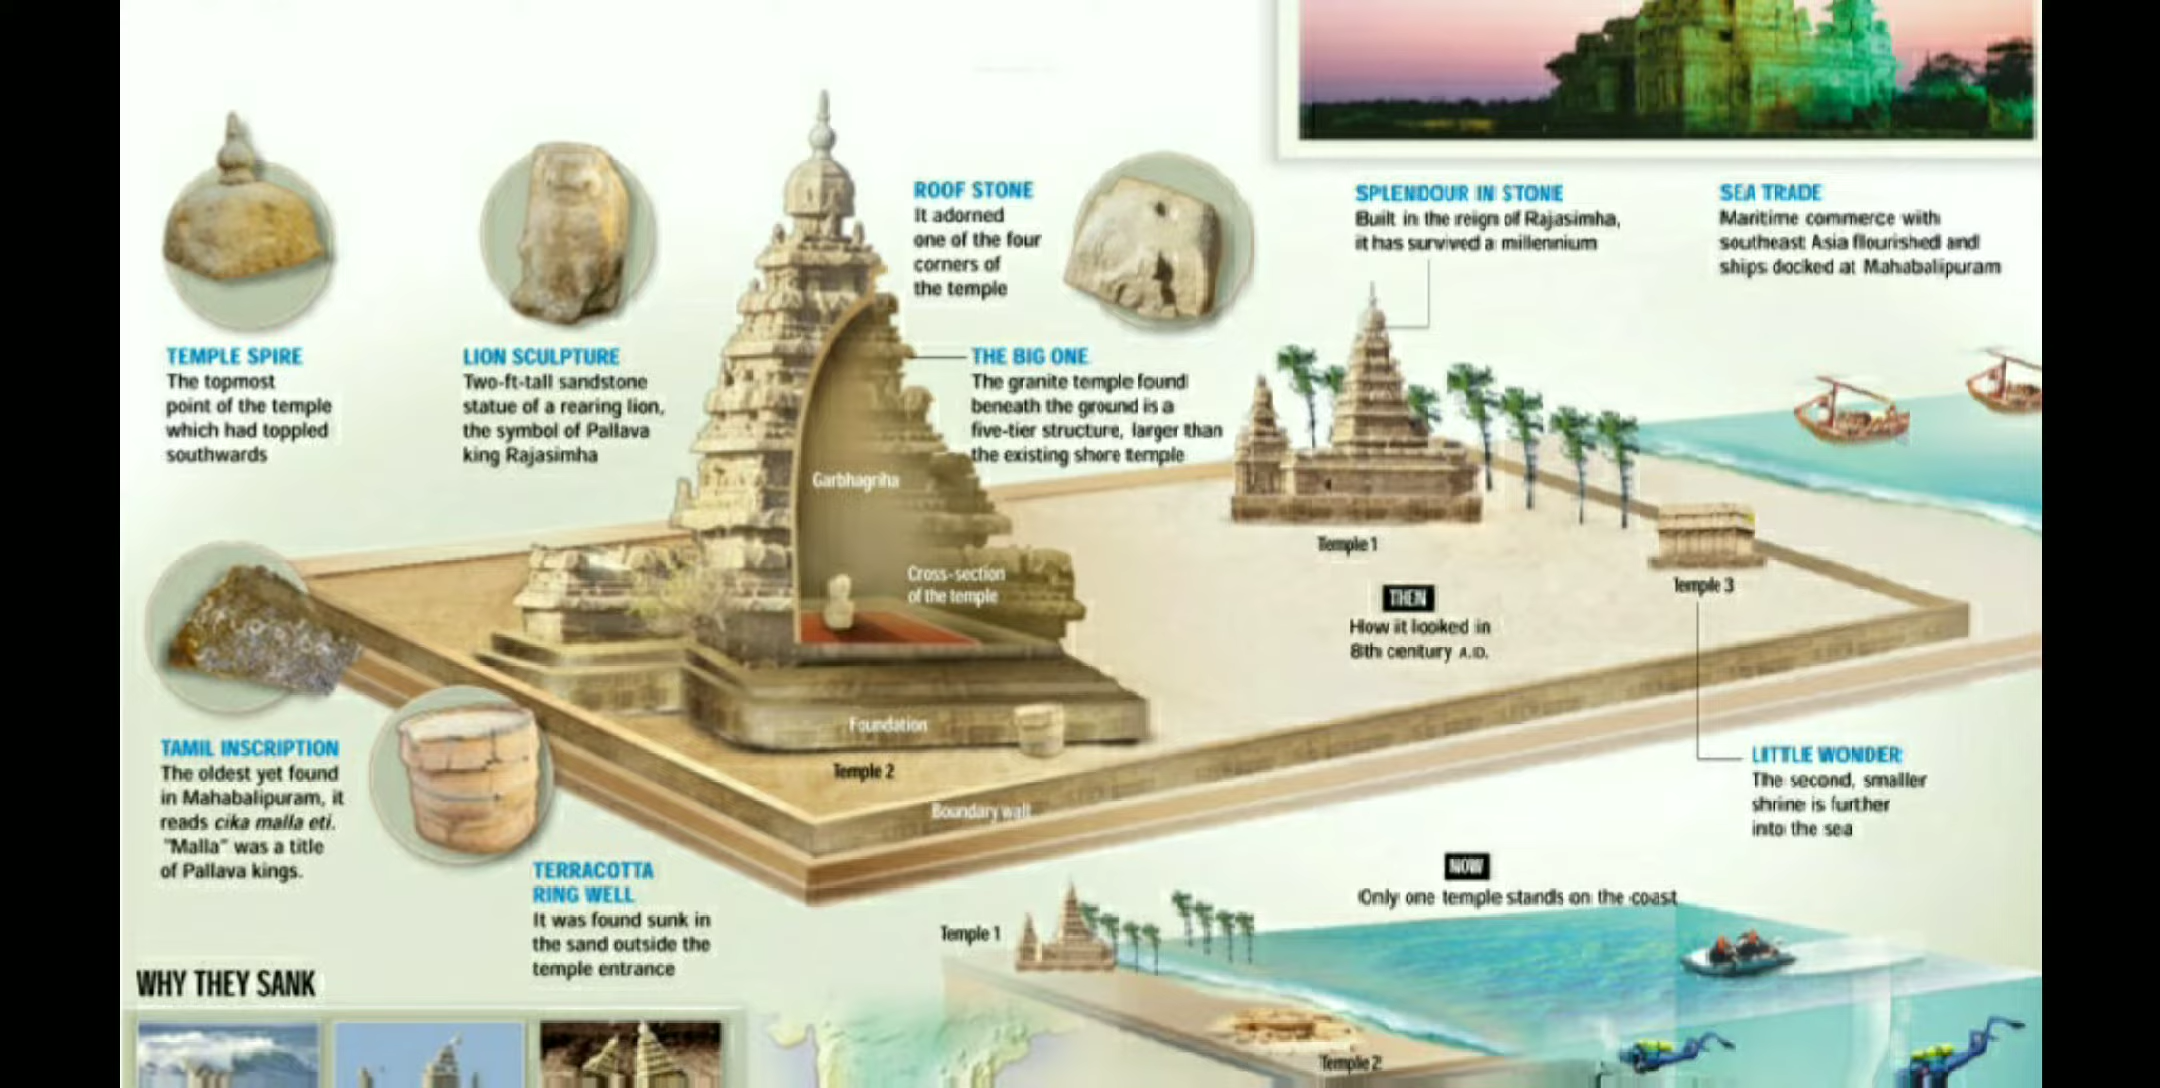 ROOF STONE
It adorned
one of the four
corners of
the temple
SPLENDOUR IN STONE
Built in the reign of Rajasimha,
it has survived a millennium
SEA TRADE
Maritime commerce with
southeast Asia flourished and
ships docked at Mahabalipuram
TEMPLE SPIRE
The topmost
point of the temple
which had toppled
southwards
LION SCULPTURE
Two-ft-tall sandstone
statue of a rearing lion,
the symbol of Pallava
king Rajasimha
THE BIG ONE
The granite temple found
beneath the ground is a
five-tier structure, larger than
the existing shore temple
Garbhagriha
Cross-section
of the temple
Temple 1
Temple 3
THEN
How it looked in
8th century A.D.
Foundation
Temple 2
Boundary wall
TAMIL INSCRIPTION
The oldest yet found
in Mahabalipuram, it
reads cika malla eti.
"Malla" was a title
of Pallava kings.
LITTLE WONDER
The second, smaller
shrine is further
into the sea
TERRACOTTA
RING WELL
It was found sunk in
the sand outside the
temple entrance
NOW
Only one temple stands on the coast
Temple 1
Temple 2
WHY THEY SANK